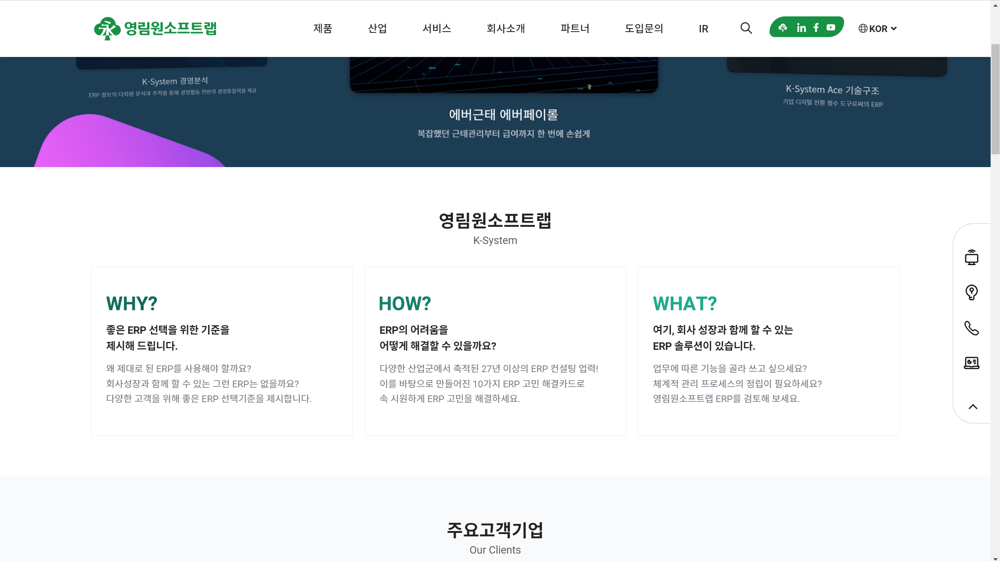 영림원소프트랩
제품
산업
서비스
회사소개
파트너
도입문의
IR
KOR
K-System 경영분석
ERP 정보의 다차원 분석과 추적을 통해 경영활동 전반의 경영통찰력을 제공
에버근태 에버페이롤
복잡했던 근태관리부터 급여까지 한 번에 손쉽게
K-System Ace 기술구조
기업 디지털 전환 필수 도구로써의 ERP
영림원소프트랩
K-System
WHY?
좋은 ERP 선택을 위한 기준을
제시해 드립니다.
왜 제대로 된 ERP를 사용해야 할까요?
회사성장과 함께 할 수 있는 그런 ERP는 없을까요?
다양한 고객을 위해 좋은 ERP 선택기준을 제시합니다.
HOW?
ERP의 어려움을
어떻게 해결할 수 있을까요?
다양한 산업군에서 축적된 27년 이상의 ERP 컨설팅 업력!
이를 바탕으로 만들어진 10가지 ERP 고민 해결카드로
속 시원하게 ERP 고민을 해결하세요.
WHAT?
여기, 회사 성장과 함께 할 수 있는
ERP 솔루션이 있습니다.
업무에 따른 기능을 골라 쓰고 싶으세요?
체계적 관리 프로세스의 정립이 필요하세요?
영림원소프트랩 ERP를 검토해 보세요.
주요고객기업
Our Clients